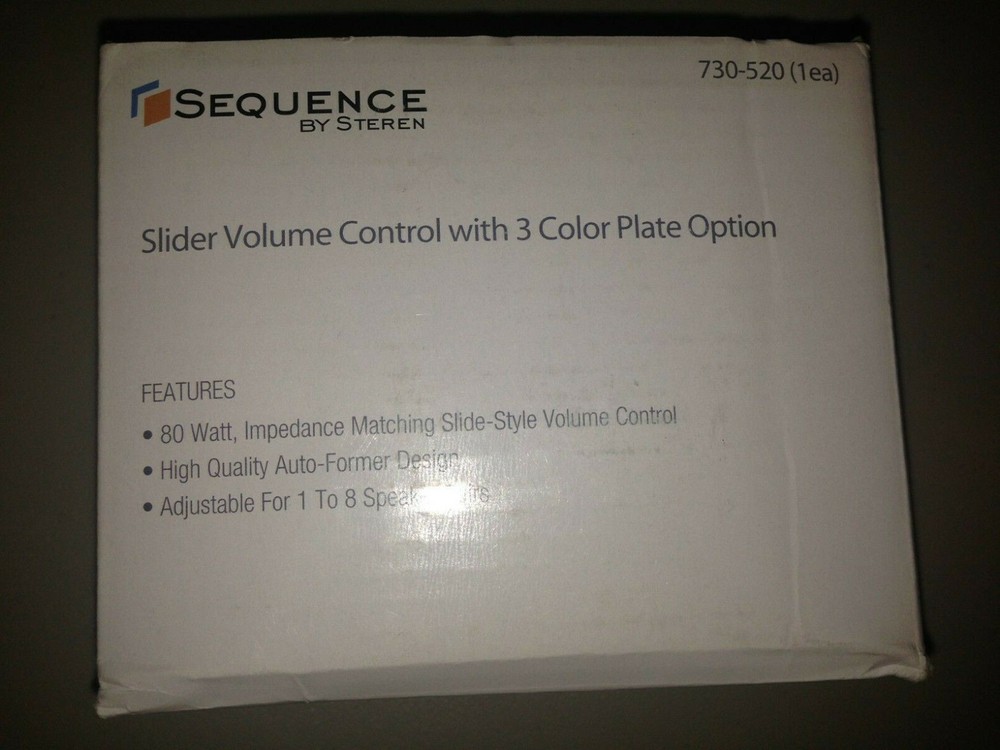 SEQUENCE
BY STEREN
730-520 (1ea)
Slider Volume Control with 3 Color Plate Option
FEATURES
• 80 Watt, Impedance Matching Slide-Style Volume Control
• High Quality Auto-Former Design
• Adjustable For 1 To 8 Speaker